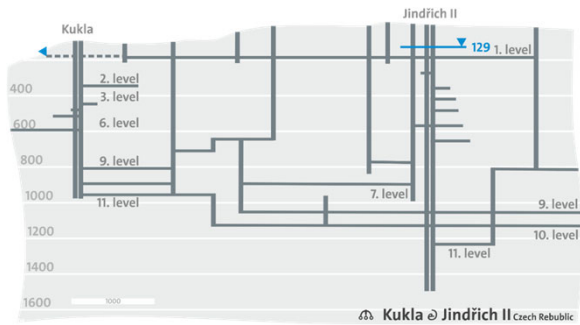 Jindřich II
Kukla
129 1. level
2. level
400
3. level
600
6. level
800
9. level
1000
7. level
11. level
9. level
1200
10. level
11. level
1400
1600
1000
Kukla Jindřich II Czech Rebublic